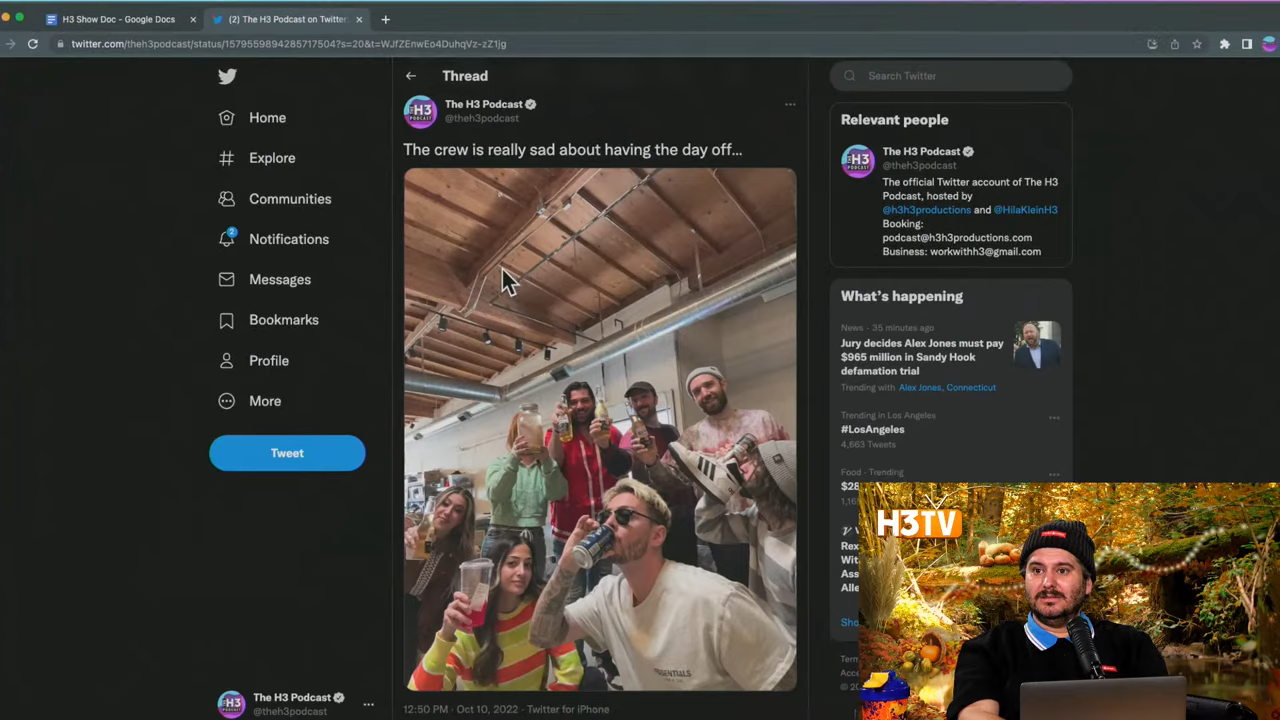 H3 Show Doc - Google Docs
(2) The H3 Podcast on Twitter:
twitter.com/theh3podcast/status/1579559894285717504?s=20&t=WJfZEnwEo4DuhqVz-zZ1jg
Home
Explore
Communities
2
Notifications
Messages
Bookmarks
Profile
More
Tweet
The H3 Podcast
@theh3podcast
Thread
The H3 Podcast
@theh3podcast
The crew is really sad about having the day off...
ESSENTIALS
12:50 PM · Oct 10, 2022 · Twitter for iPhone
Search Twitter
Relevant people
The H3 Podcast
@theh3podcast
The official Twitter account of The H3
Podcast, hosted by
@h3h3productions and @HilaKleinH3
Booking:
podcast@h3h3productions.com
Business: workwith3@gmail.com
What's happening
News · 35 minutes ago
Jury decides Alex Jones must pay
$965 million in Sandy Hook
defamation trial
Trending with Alex Jones, Connecticut
Trending in Los Angeles
#LosAngeles
4,663 Tweets
Food · Trending
H3TV